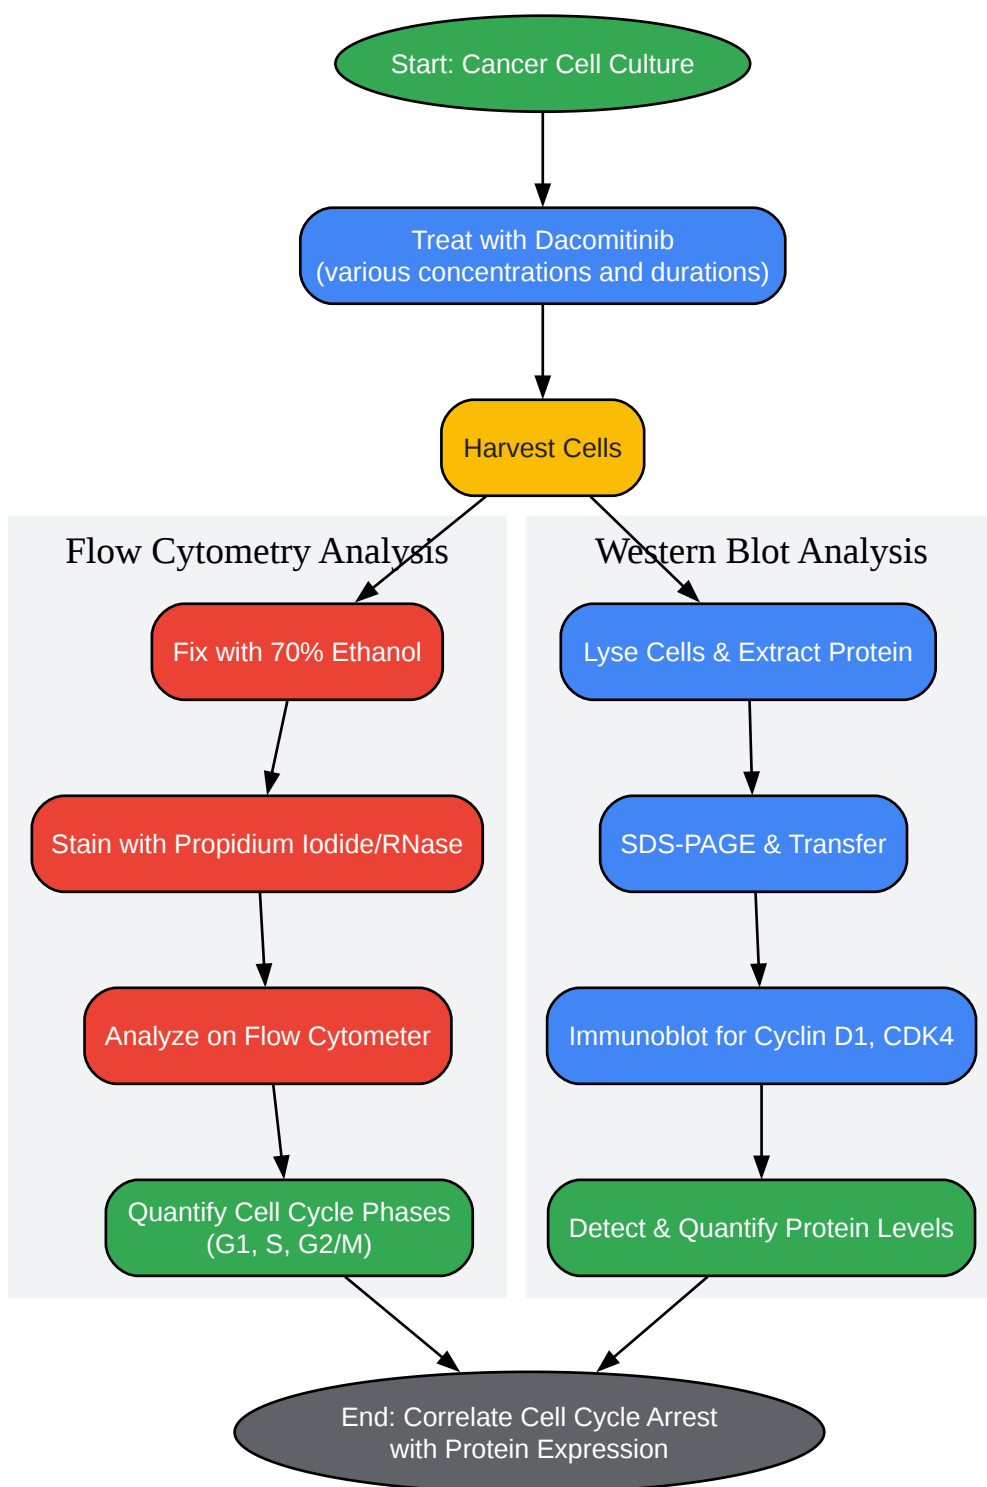 Start: Cancer Cell Culture
Treat with Dacomitinib
(various concentrations and durations)
Harvest Cells
Flow Cytometry Analysis
Fix with 70% Ethanol
Stain with Propidium Iodide/RNase
Analyze on Flow Cytometer
Quantify Cell Cycle Phases
(G1, S, G2/M)
Western Blot Analysis
Lyse Cells & Extract Protein
SDS-PAGE & Transfer
Immunoblot for Cyclin D1, CDK4
Detect & Quantify Protein Levels
End: Correlate Cell Cycle Arrest
with Protein Expression